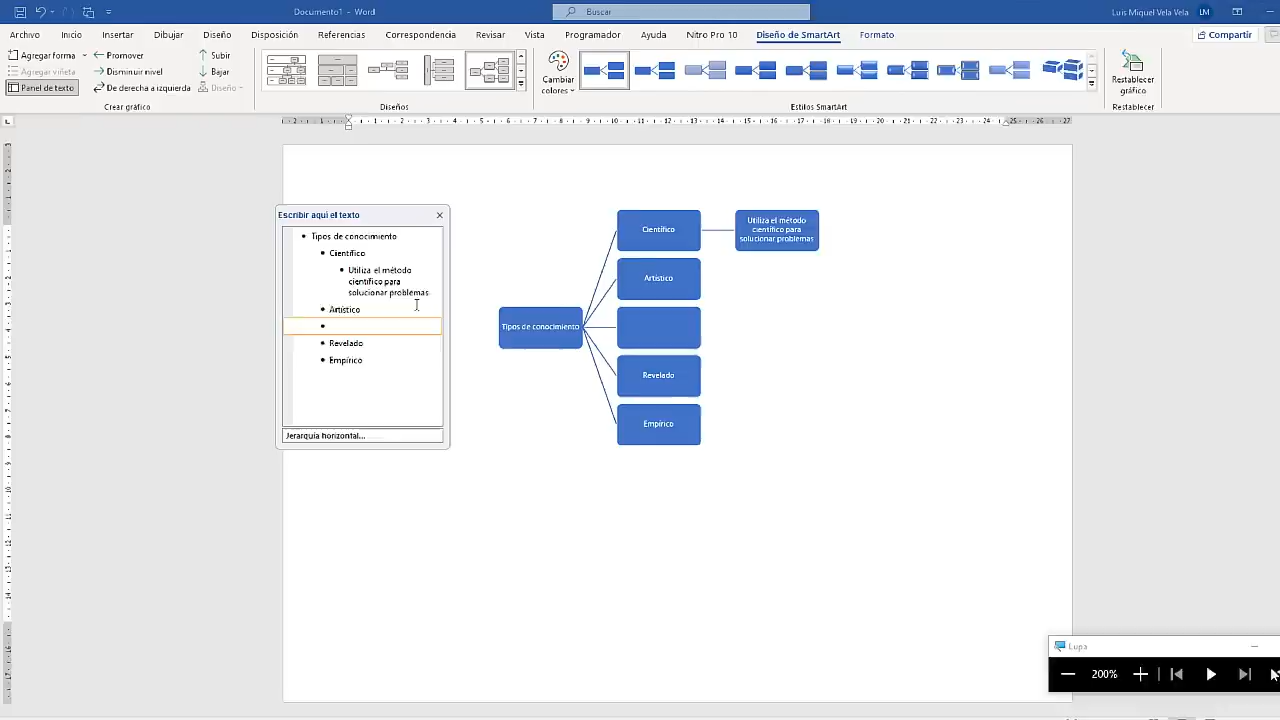 Documento1 - Word
Buscar
Luis Miquel Vela Vela
LM
Archivo
Inicio
Insertar
Dibujar
Diseño
Disposición
Referencias
Correspondencia
Revisar
Vista
Programador
Ayuda
Nitro Pro 10
Diseño de SmartArt
Formato
Compartir
Agregar forma
Promover
Subir
Agregar viñeta
Disminuir nivel
Bajar
Panel de texto
De derecha a izquierda
Diseño
Crear gráfico
Diseños
Cambiar
colores
Estilos SmartArt
Restablecer
gráfico
Restablecer
Escribir aquí el texto
Tipos de conocimiento
Científico
Utiliza el método
científico para
solucionar problemas
Artístico
Revelado
Empírico
Jerarquía horizontal...
Tipos de conocimiento
Científico
Utiliza el método
científico para
solucionar problemas
Artístico
Revelado
Empírico
Lupa
200%